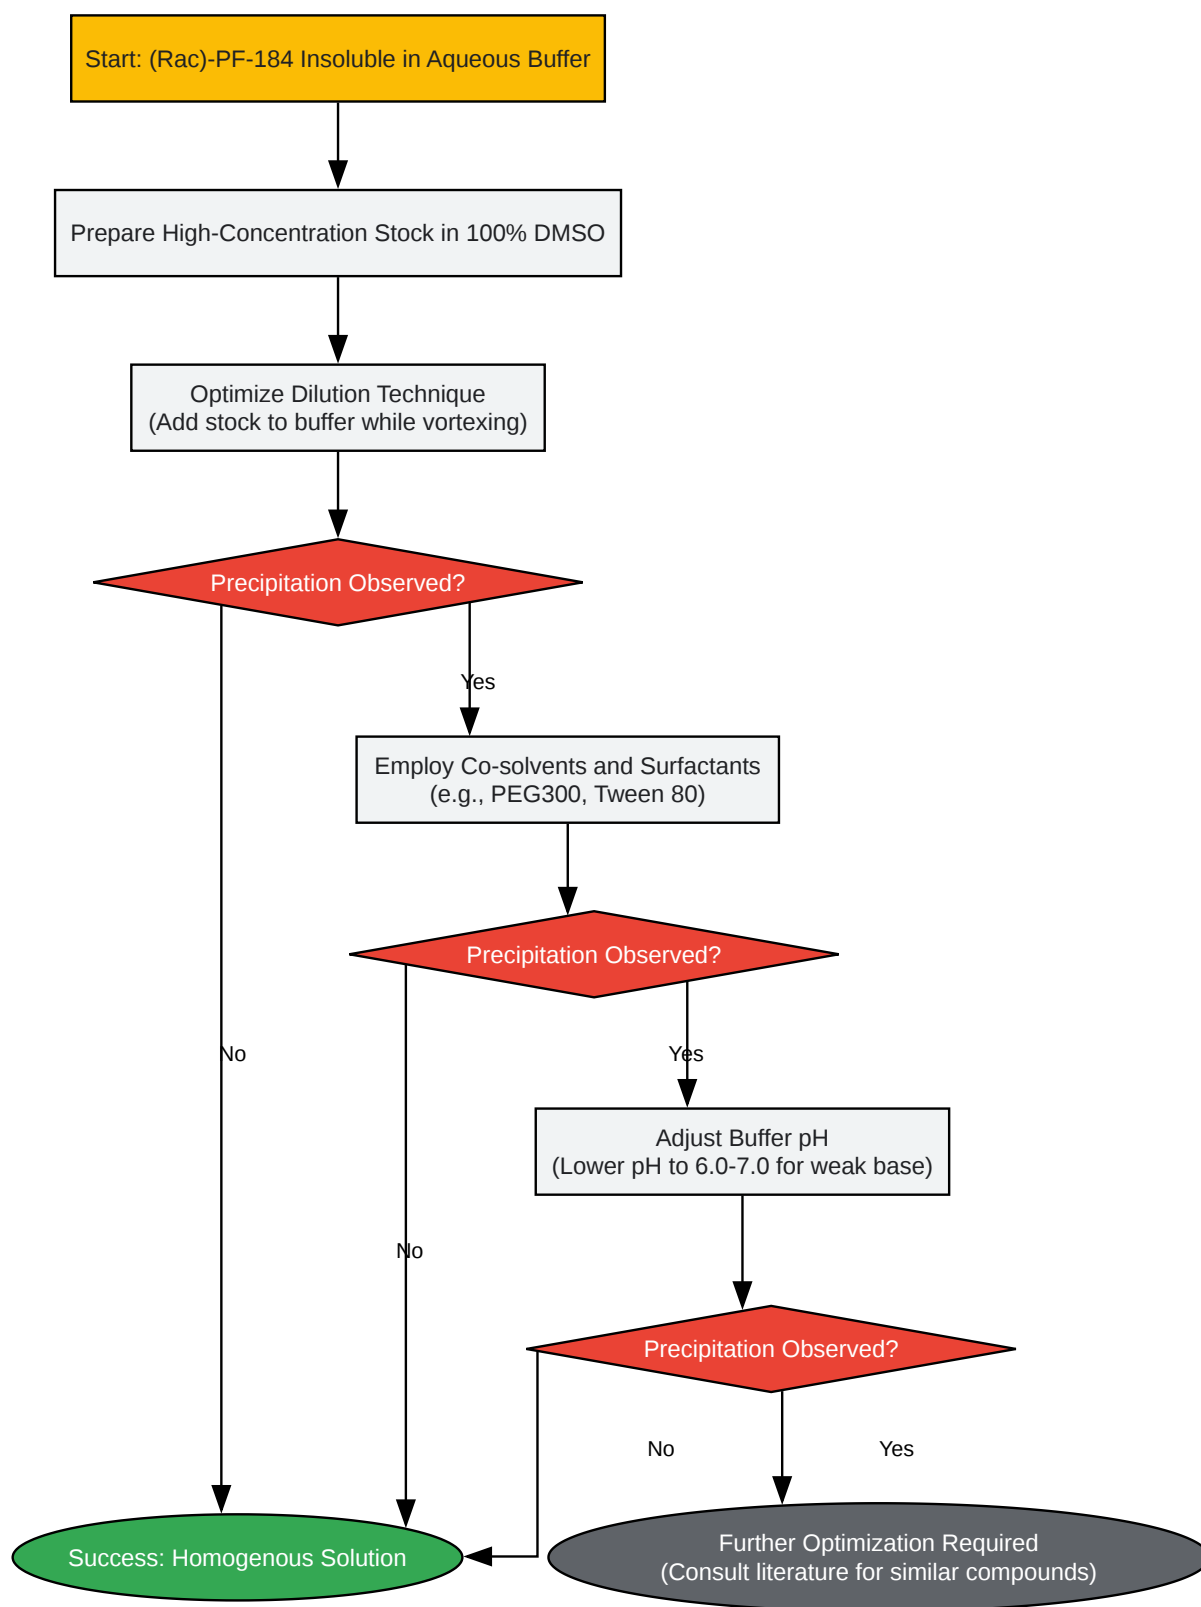 Start: (Rac)-PF-184 Insoluble in Aqueous Buffer
Prepare High-Concentration Stock in 100% DMSO
Optimize Dilution Technique
(Add stock to buffer while vortexing)
Precipitation Observed?
Yes
Employ Co-solvents and Surfactants
(e.g., PEG300, Tween 80)
Precipitation Observed?
No
Yes
Adjust Buffer pH
(Lower pH to 6.0-7.0 for weak base)
No
Precipitation Observed?
No
Yes
Success: Homogenous Solution
Further Optimization Required
(Consult literature for similar compounds)